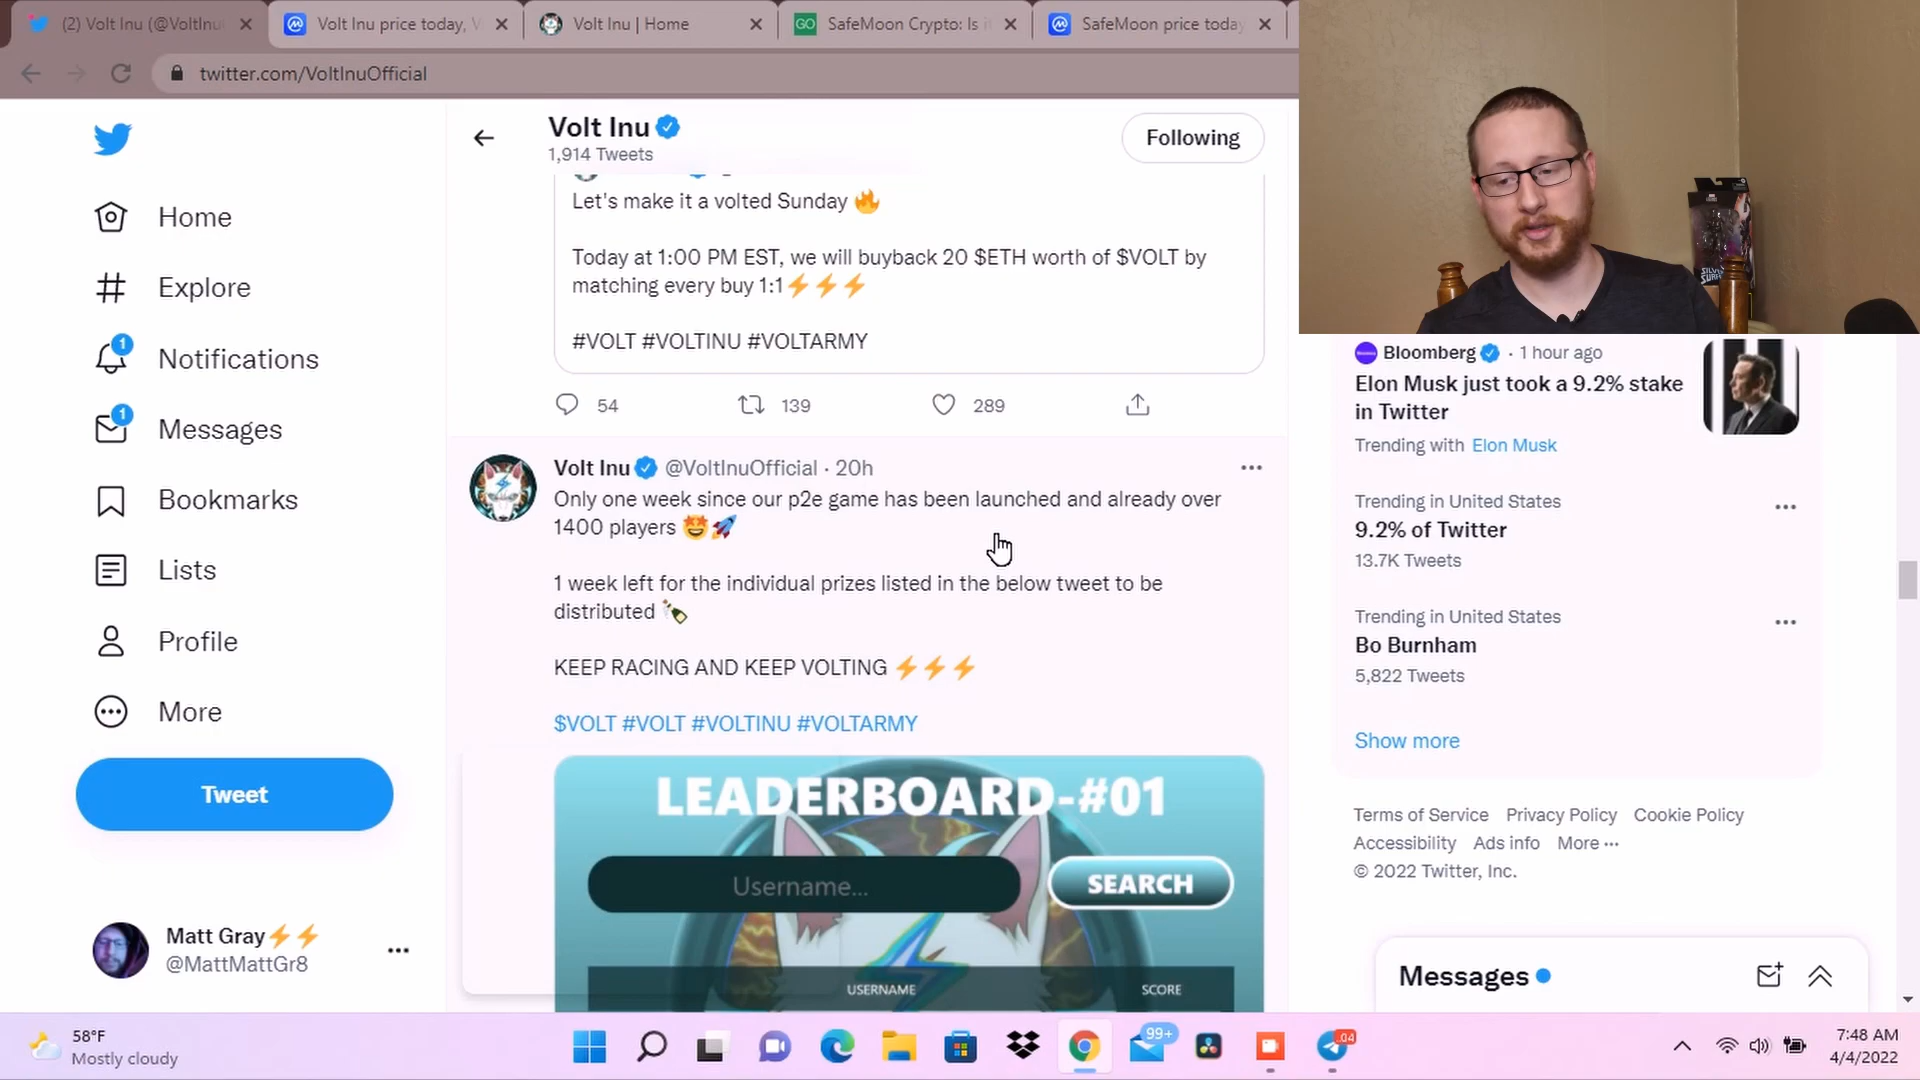 (2) Volt Inu (@VoltInu
Volt Inu price today, V
Volt Inu | Home
GO
SafeMoon Crypto: Is i
SafeMoon price today
twitter.com/VoltInuOfficial
Volt Inu
1,914 Tweets
Following
Home
Explore
1
Notifications
1
Messages
Bookmarks
Lists
Profile
More
Tweet
Matt Gray⚡⚡
@MattMattGr8
Let's make it a volted Sunday 🔥
Today at 1:00 PM EST, we will buyback 20 $ETH worth of $VOLT by
matching every buy 1:1⚡⚡⚡
#VOLT #VOLTINU #VOLTARMY
54 139 289
Volt Inu @VoltInuOfficial · 20h
Only one week since our p2e game has been launched and already over
1400 players 🤩🚀
1 week left for the individual prizes listed in the below tweet to be
distributed 🍾
KEEP RACING AND KEEP VOLTING ⚡⚡⚡
$VOLT #VOLT #VOLTINU #VOLTARMY
LEADERBOARD-#01
Username...
SEARCH
USERNAME SCORE
Bloomberg · 1 hour ago
Elon Musk just took a 9.2% stake
in Twitter
Trending with Elon Musk
Trending in United States
9.2% of Twitter
13.7K Tweets
Trending in United States
Bo Burnham
5,822 Tweets
Show more
Terms of Service Privacy Policy Cookie Policy
Accessibility Ads info More ···
© 2022 Twitter, Inc.
Messages
58°F
Mostly cloudy
99+
04
7:48 AM
4/4/2022